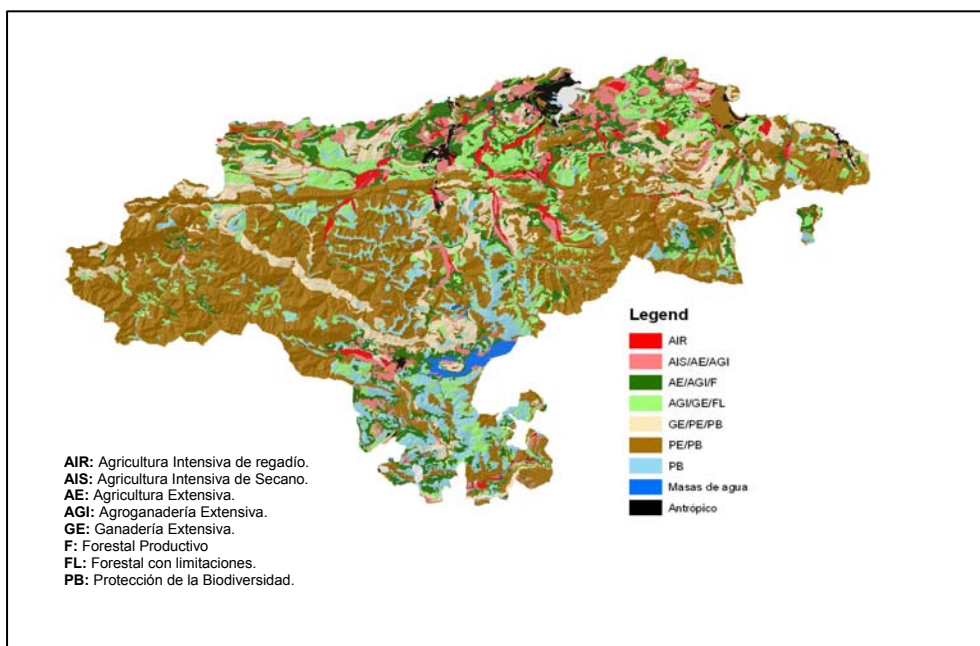 Legend
AIR
AIS/AE/AGI
AE/AGI/F
AGI/GE/FL
GE/PE/PB
PE/PB
PB
Masas de agua
Antrópico
AIR: Agricultura Intensiva de regadío.
AIS: Agricultura Intensiva de Secano.
AE: Agricultura Extensiva.
AGI: Agroganadería Extensiva.
GE: Ganadería Extensiva.
F: Forestal Productivo
FL: Forestal con limitaciones.
PB: Protección de la Biodiversidad.